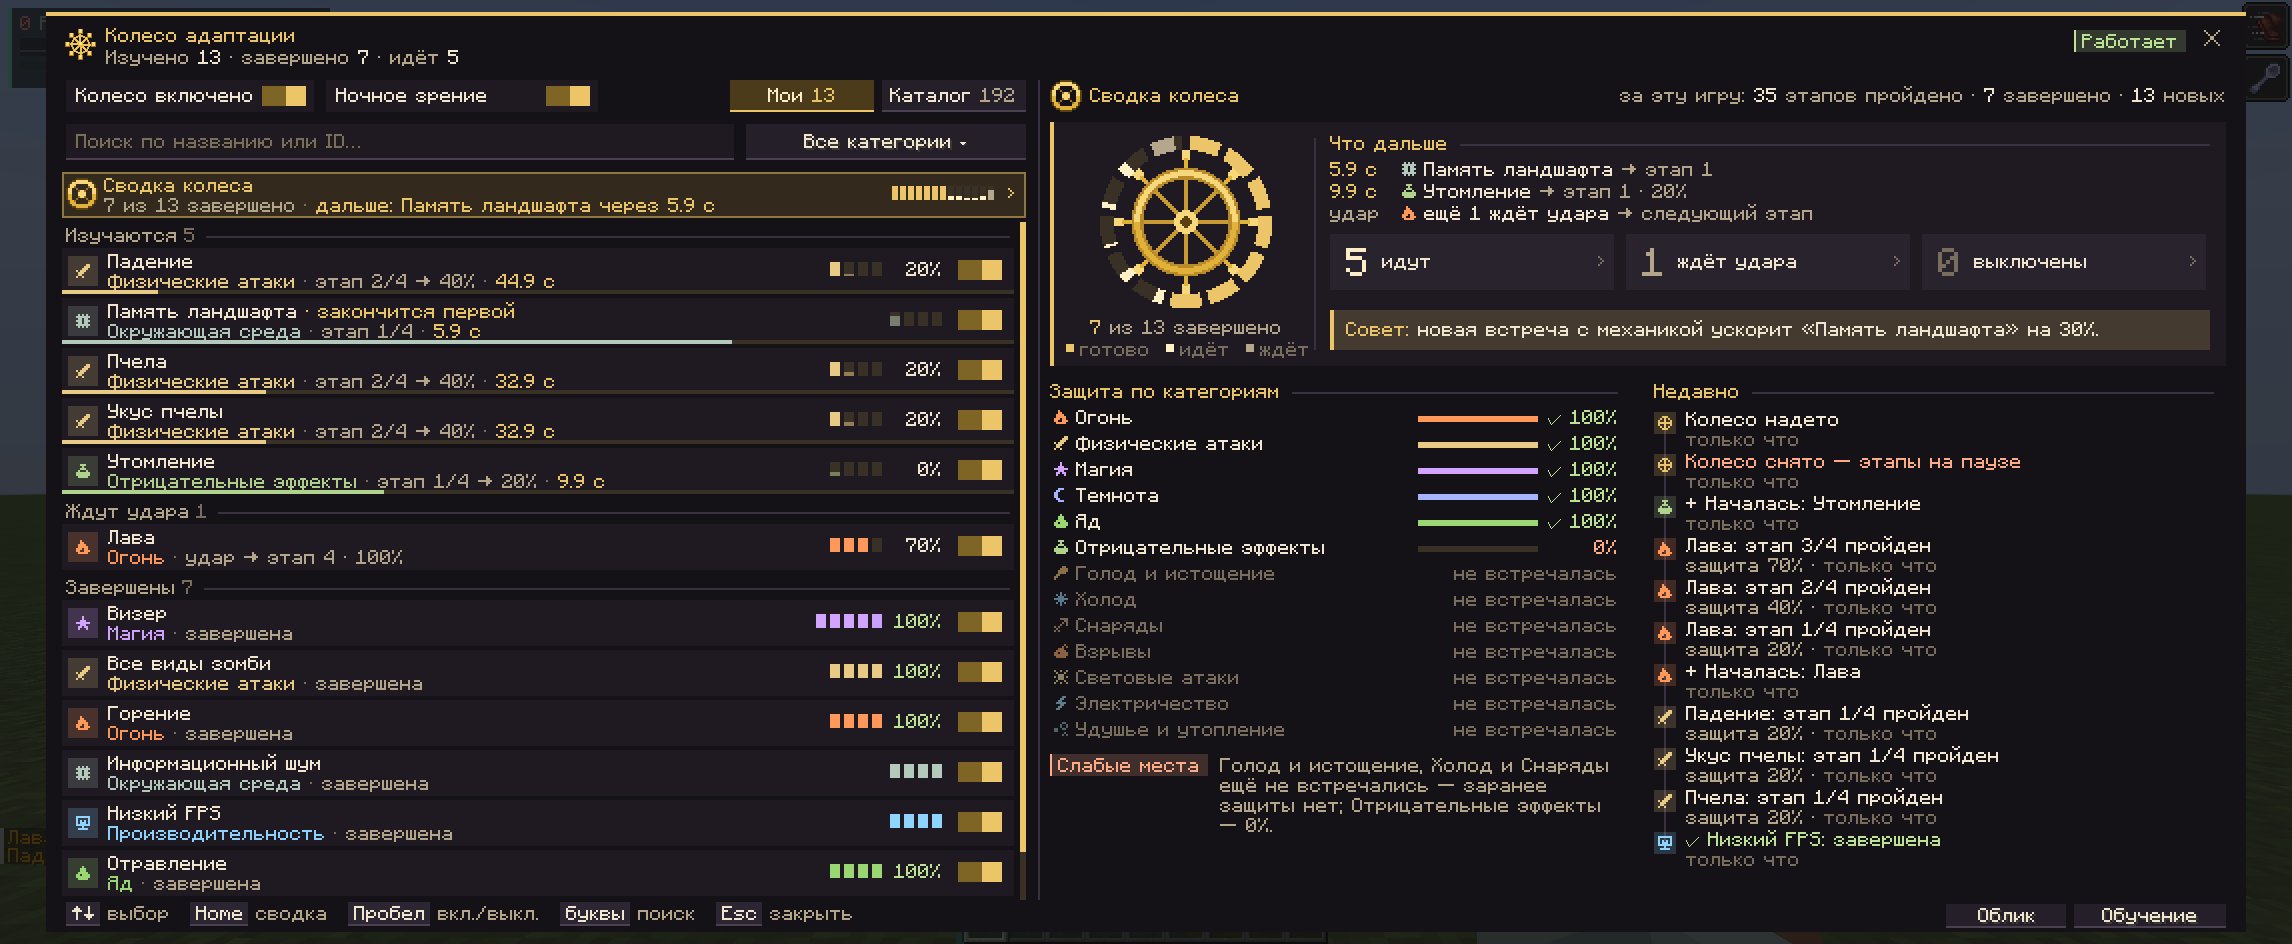 Колесо адаптации
Изучено 13 · завершено 7 · идёт 5
Работает
Колесо включено
Ночное зрение
Мои 13
Каталог 192
Поиск по названию или ID...
Все категории
Сводка колеса
7 из 13 завершено · дальше: Память ландшафта через 5.9 с
Изучаются 5
Падение
Физические атаки · этап 2/4 → 40% · 44.9 с
20%
Память ландшафта · закончится первой
Окружающая среда · этап 1/4 · 5.9 с
Пчела
Физические атаки · этап 2/4 → 40% · 32.9 с
20%
Укус пчелы
Физические атаки · этап 2/4 → 40% · 32.9 с
20%
Утомление
Отрицательные эффекты · этап 1/4 → 20% · 9.9 с
0%
Ждут удара 1
Лава
Огонь · удар → этап 4 · 100%
70%
Завершены 7
Визер
Магия · завершена
100%
Все виды зомби
Физические атаки · завершена
100%
Горение
Огонь · завершена
100%
Информационный шум
Окружающая среда · завершена
Низкий FPS
Производительность · завершена
Отравление
Яд · завершена
100%
↑↓ выбор Home сводка Пробел вкл./выкл. буквы поиск Esc закрыть
Сводка колеса
за эту игру: 35 этапов пройдено · 7 завершено · 13 новых
7 из 13 завершено
готово идёт ждёт
Что дальше
5.9 с Память ландшафта → этап 1
9.9 с Утомление → этап 1 · 20%
удар ещё 1 ждёт удара → следующий этап
5 идут
1 ждёт удара
0 выключены
Совет: новая встреча с механикой ускорит «Память ландшафта» на 30%.
Защита по категориям
Огонь ✓ 100%
Физические атаки ✓ 100%
Магия ✓ 100%
Темнота ✓ 100%
Яд ✓ 100%
Отрицательные эффекты 0%
Голод и истощение не встречалась
Холод не встречалась
Снаряды не встречалась
Взрывы не встречалась
Световые атаки не встречалась
Электричество не встречалась
Удушье и утопление не встречалась
Слабые места
Голод и истощение, Холод и Снаряды
ещё не встречались — заранее
защиты нет; Отрицательные эффекты
— 0%.
Недавно
Колесо надето
только что
Колесо снято — этапы на паузе
только что
+ Началась: Утомление
только что
Лава: этап 3/4 пройден
защита 70% · только что
Лава: этап 2/4 пройден
защита 40% · только что
Лава: этап 1/4 пройден
защита 20% · только что
+ Началась: Лава
только что
Падение: этап 1/4 пройден
защита 20% · только что
Укус пчелы: этап 1/4 пройден
защита 20% · только что
Пчела: этап 1/4 пройден
защита 20% · только что
✓ Низкий FPS: завершена
только что
Облик
Обучение